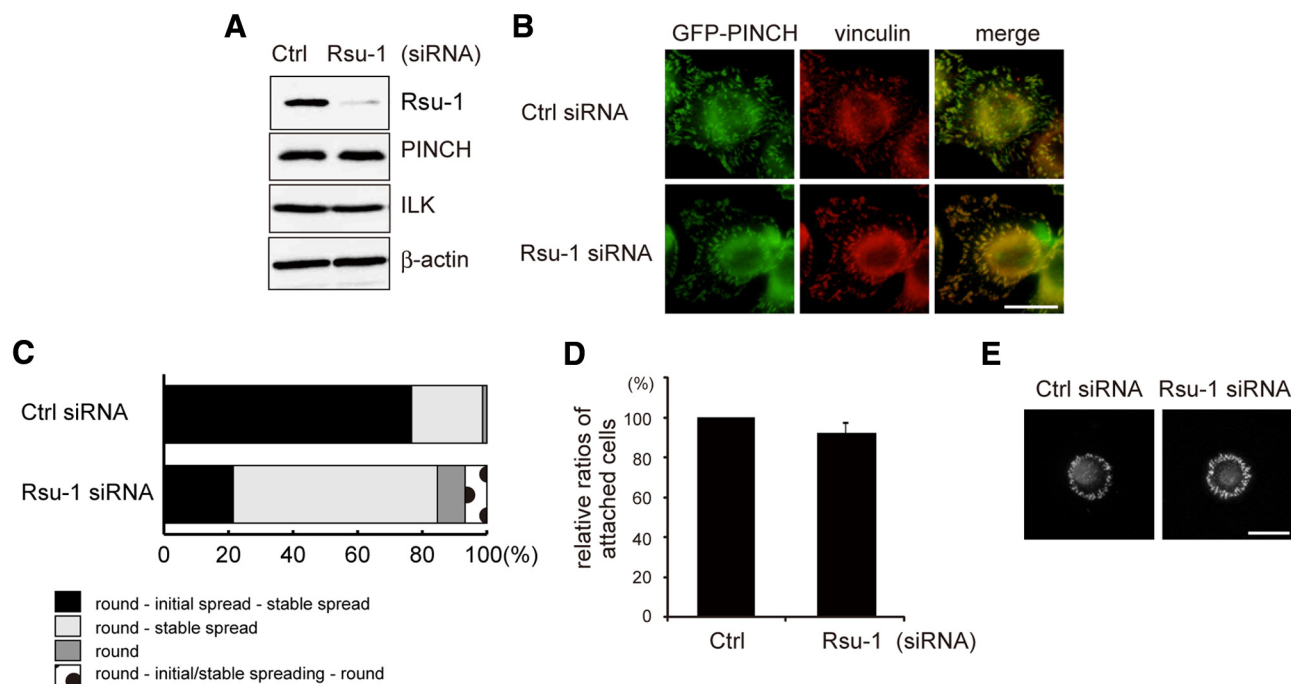 A
Ctrl Rsu-1 (siRNA)
Rsu-1
PINCH
ILK
β-actin
B
GFP-PINCH vinculin merge
Ctrl siRNA
Rsu-1 siRNA
C
Ctrl siRNA
Rsu-1 siRNA
0 20 40 60 80 100(%)
round - initial spread - stable spread
round - stable spread
round
round - initial/stable spreading - round
D
(%)
relative ratios of
attached cells
100
80
60
40
20
0
Ctrl Rsu-1 (siRNA)
E
Ctrl siRNA Rsu-1 siRNA